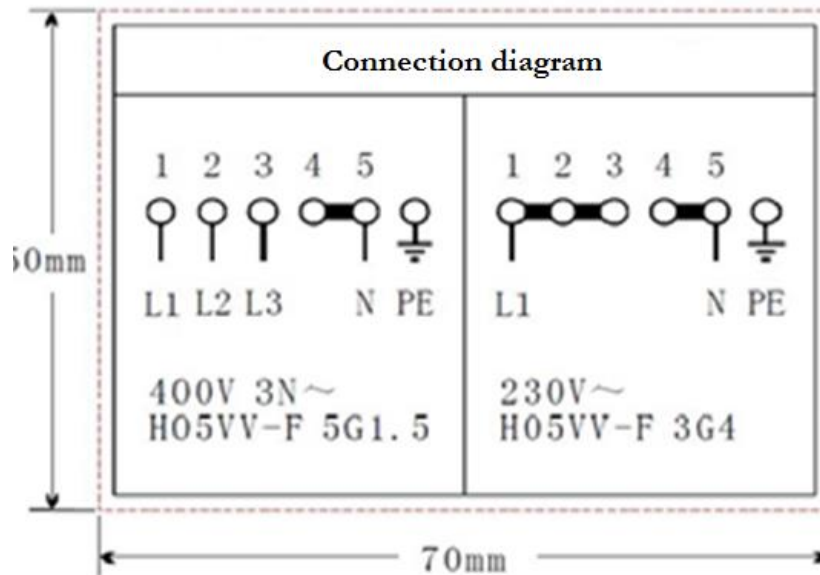 Connection diagram
1 2 3 4 5
L1 L2 L3 N PE
400V 3N～
H05VV-F 5G1.5
1 2 3 4 5
L1 N PE
230V～
H05VV-F 3G4
50mm
70mm